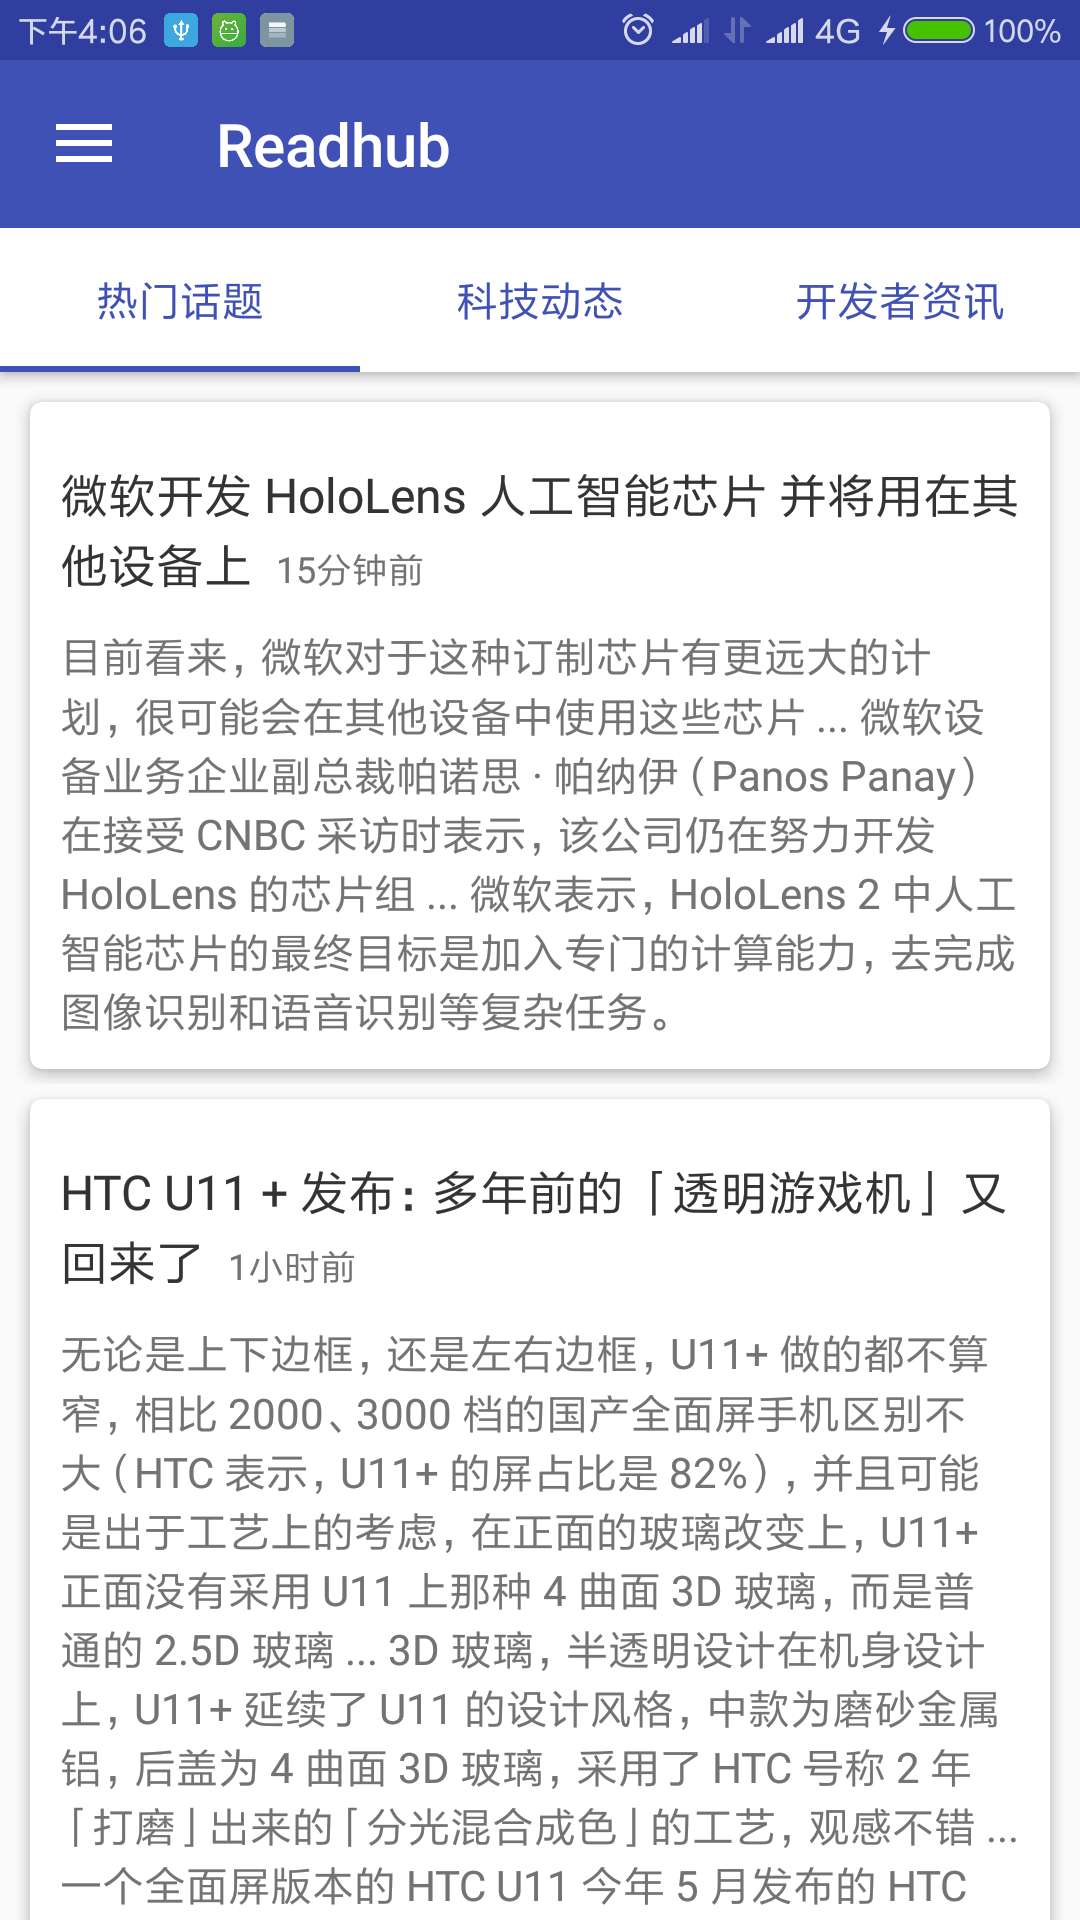 下午4:06 4G 100%
Readhub
热门话题 科技动态 开发者资讯
微软开发 HoloLens 人工智能芯片 并将用在其
他设备上 15分钟前
目前看来，微软对于这种订制芯片有更远大的计
划，很可能会在其他设备中使用这些芯片 ... 微软设
备业务企业副总裁帕诺思 · 帕纳伊（Panos Panay）
在接受 CNBC 采访时表示，该公司仍在努力开发
HoloLens 的芯片组 ... 微软表示，HoloLens 2 中人工
智能芯片的最终目标是加入专门的计算能力，去完成
图像识别和语音识别等复杂任务。
HTC U11 + 发布：多年前的「透明游戏机」又
回来了 1小时前
无论是上下边框，还是左右边框，U11+ 做的都不算
窄，相比 2000、3000 档的国产全面屏手机区别不
大（HTC 表示，U11+ 的屏占比是 82%），并且可能
是出于工艺上的考虑，在正面的玻璃改变上，U11+
正面没有采用 U11 上那种 4 曲面 3D 玻璃，而是普
通的 2.5D 玻璃 ... 3D 玻璃，半透明设计在机身设计
上，U11+ 延续了 U11 的设计风格，中款为磨砂金属
铝，后盖为 4 曲面 3D 玻璃，采用了 HTC 号称 2 年
「打磨」出来的「分光混合成色」的工艺，观感不错 ...
一个全面屏版本的 HTC U11 今年 5 月发布的 HTC